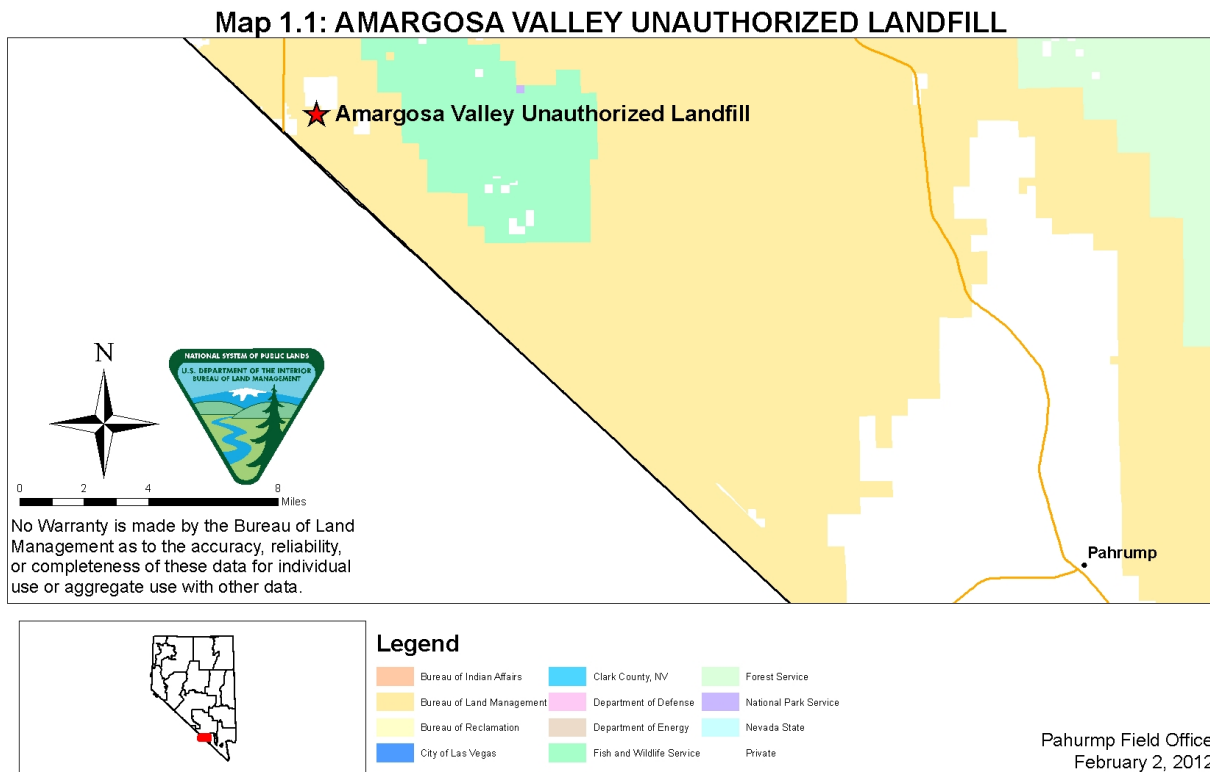 Map 1.1: AMARGOSA VALLEY UNAUTHORIZED LANDFILL
Amargosa Valley Unauthorized Landfill
N
NATIONAL SYSTEM OF PUBLIC LANDS
U.S. DEPARTMENT OF THE INTERIOR
BUREAU OF LAND MANAGEMENT
0 2 4 8
Miles
No Warranty is made by the Bureau of Land
Management as to the accuracy, reliability,
or completeness of these data for individual
use or aggregate use with other data.
Pahrump
Legend
Bureau of Indian Affairs
Bureau of Land Management
Bureau of Reclamation
City of Las Vegas
Clark County, NV
Department of Defense
Department of Energy
Fish and Wildlife Service
Forest Service
National Park Service
Nevada State
Private
Pahurmp Field Office
February 2, 2012